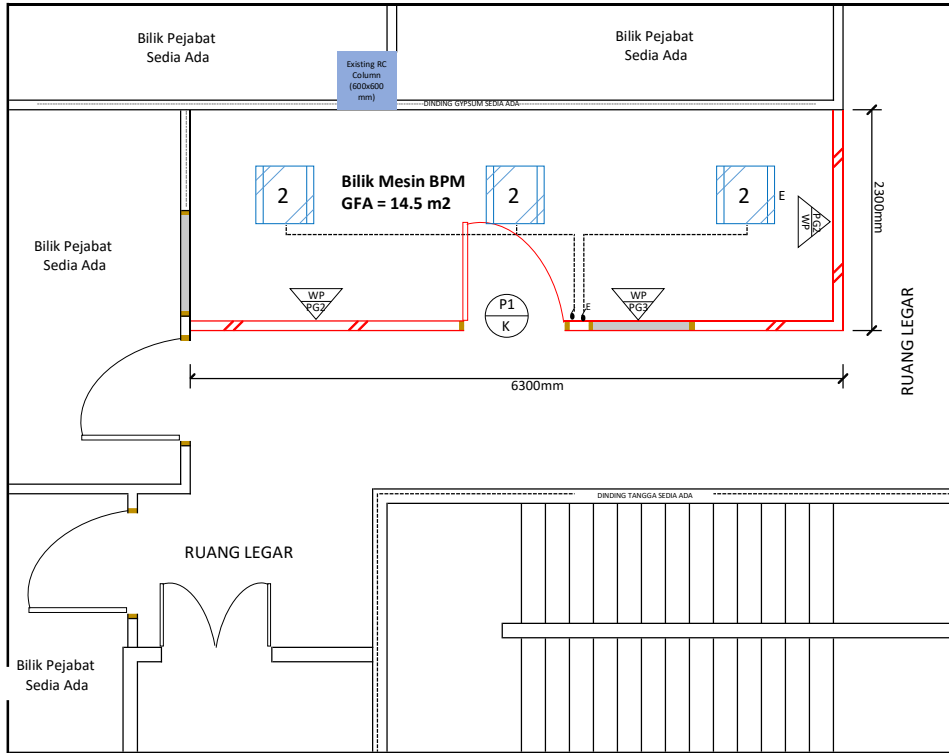 Bilik Pejabat
Sedia Ada
Bilik Pejabat
Sedia Ada
Existing RC
Column
(600x600
mm)
DINDING GYPSUM SEDIA ADA
2
Bilik Mesin BPM
GFA = 14.5 m2
2
2
E
PG2
WP
2300mm
Bilik Pejabat
Sedia Ada
WP
PG2
P1
K
E
WP
PG3
RUANG LEGAR
6300mm
DINDING TANGGA SEDIA ADA
RUANG LEGAR
Bilik Pejabat
Sedia Ada